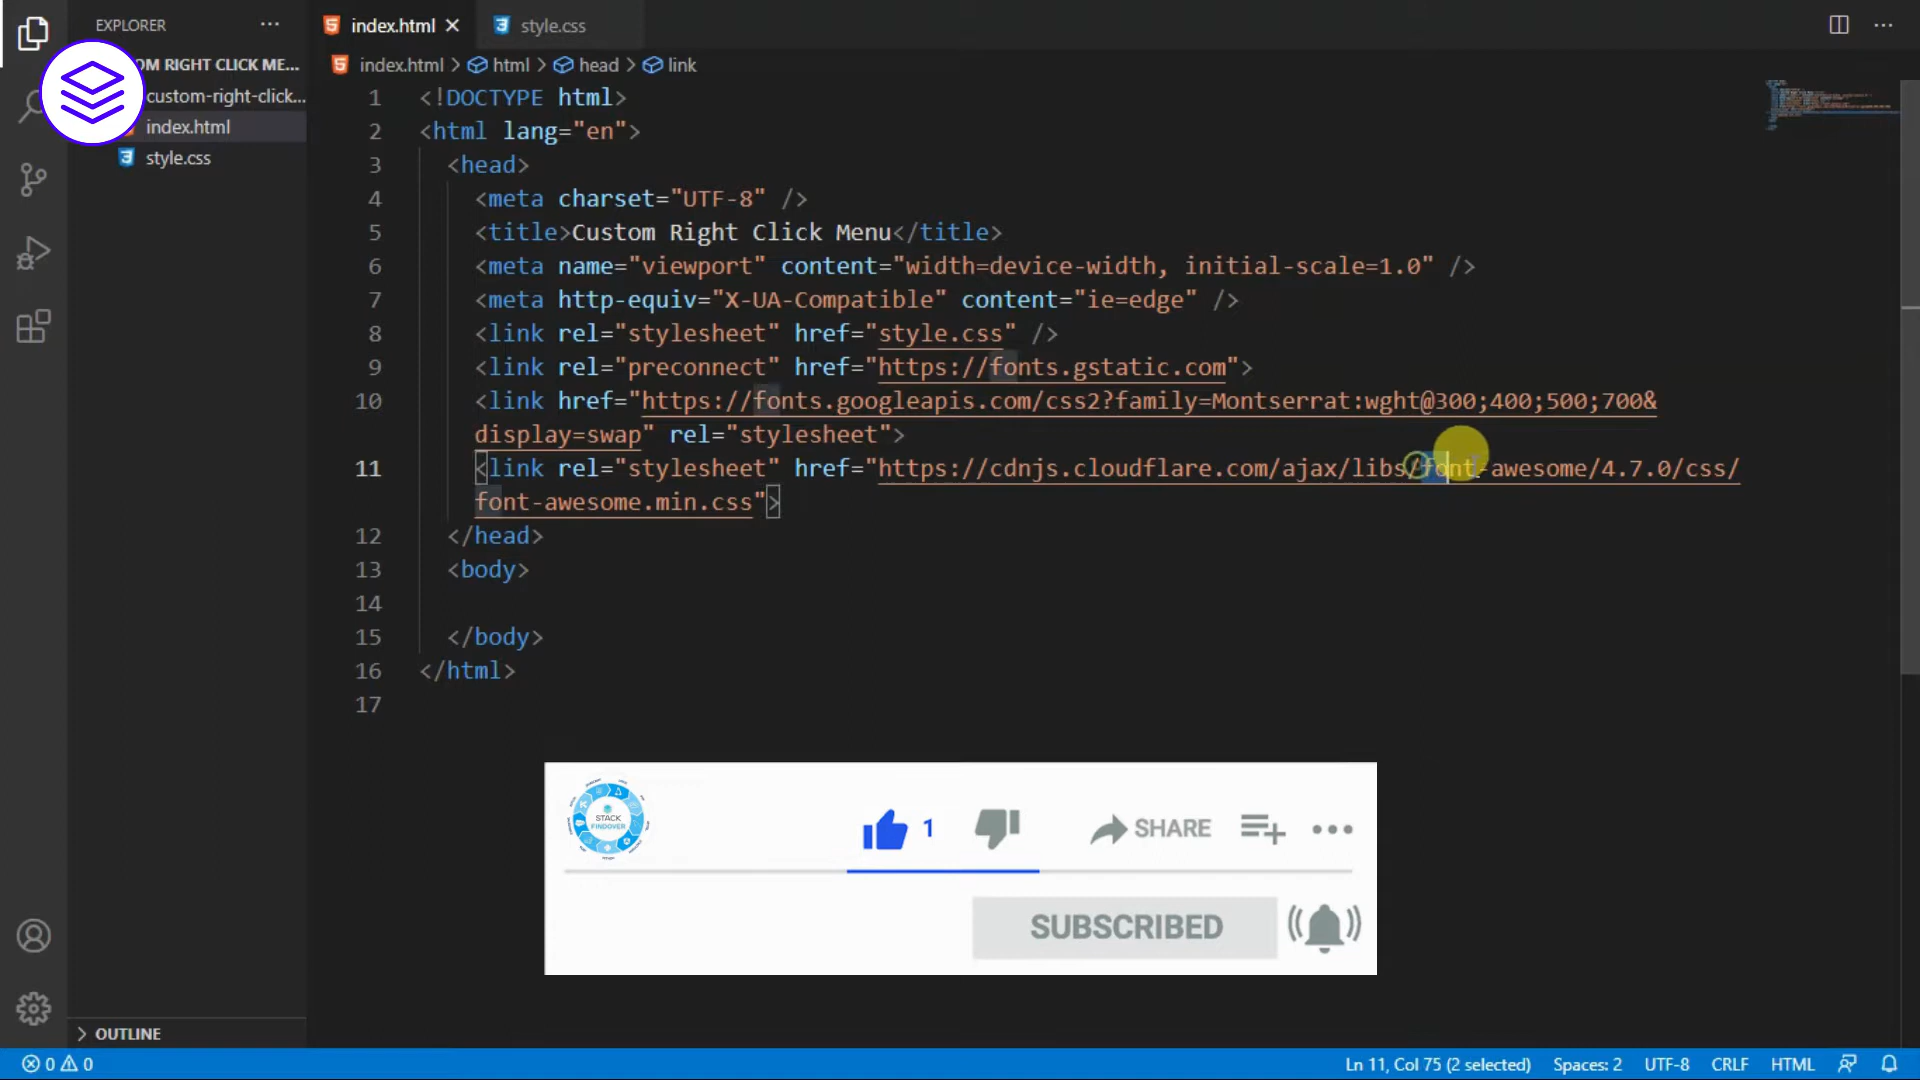 EXPLORER
index.html
style.css
OM RIGHT CLICK ME...
custom-right-click...
index.html
style.css
index.html > html > head > link
1 <!DOCTYPE html>
2 <html lang="en">
3 <head>
4 <meta charset="UTF-8" />
5 <title>Custom Right Click Menu</title>
6 <meta name="viewport" content="width=device-width, initial-scale=1.0" />
7 <meta http-equiv="X-UA-Compatible" content="ie=edge" />
8 <link rel="stylesheet" href="style.css" />
9 <link rel="preconnect" href="https://fonts.gstatic.com">
10 <link href="https://fonts.googleapis.com/css2?family=Montserrat:wght@300;400;500;700&
display=swap" rel="stylesheet">
11 <link rel="stylesheet" href="https://cdnjs.cloudflare.com/ajax/libs/font-awesome/4.7.0/css/
font-awesome.min.css">
12 </head>
13 <body>
14
15 </body>
16 </html>
17
STACK
FINDOVER
1
SHARE
SUBSCRIBED
OUTLINE
0 0
Ln 11, Col 75 (2 selected)
Spaces: 2
UTF-8
CRLF
HTML